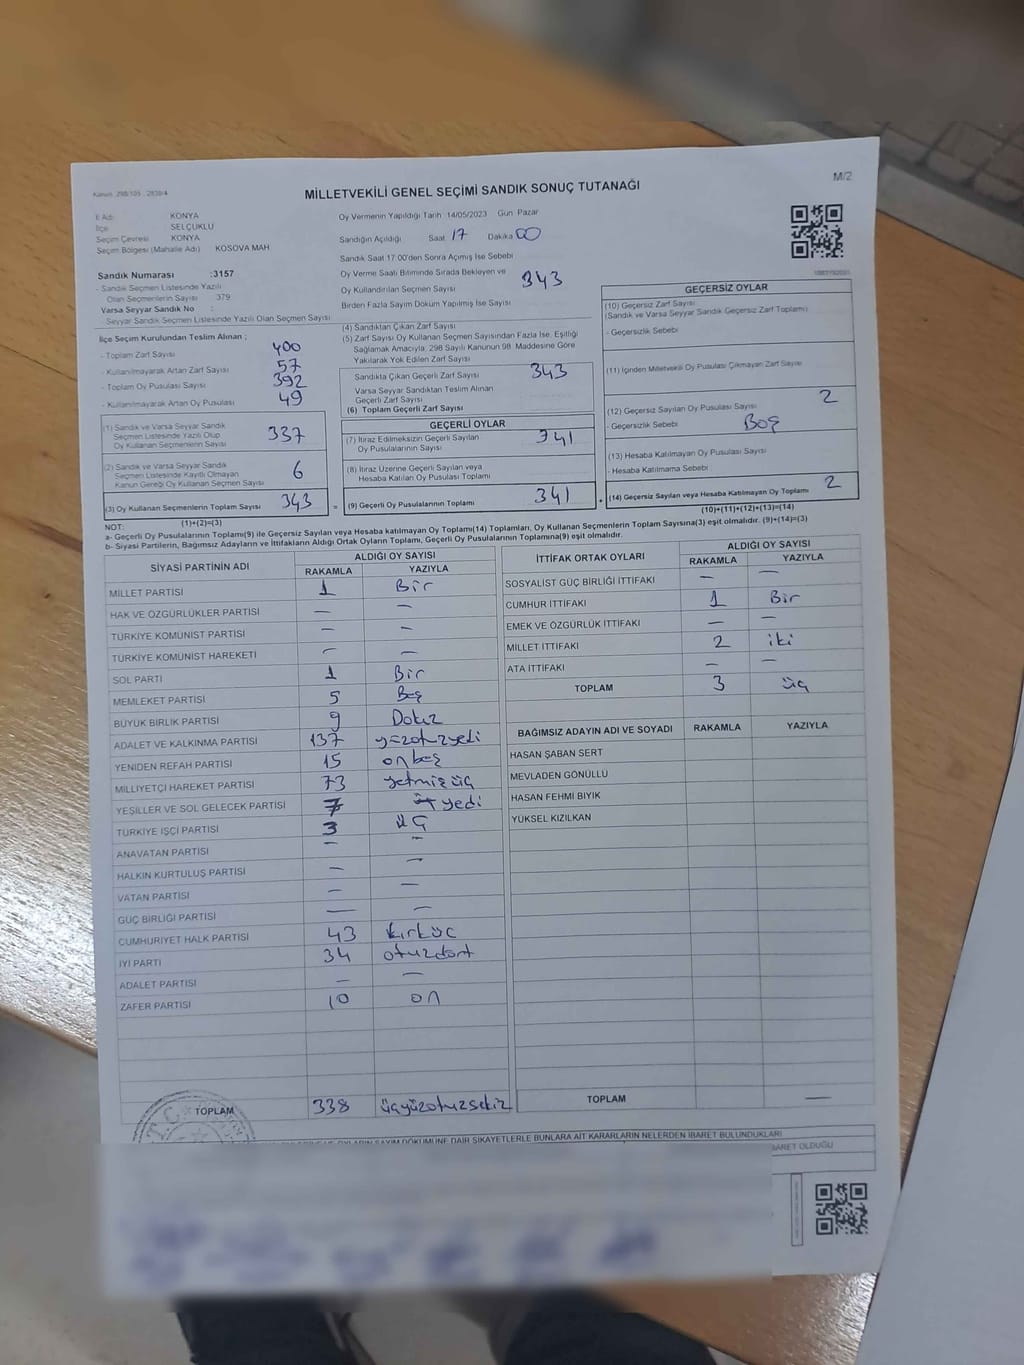 Kanun: 298/105 : 2839/4
MİLLETVEKİLİ GENEL SEÇİMİ SANDIK SONUÇ TUTANAĞI
M/2
İl Adı KONYA
İlçe SELÇUKLU
Seçim Çevresi KONYA
Seçim Bölgesi (Mahalle Adı) KOSOVA MAH
Sandık Numarası :3157
- Sandık Seçmen Listesinde Yazılı
Olan Seçmenlerin Sayısı 379
Varsa Seyyar Sandık No :
- Seyyar Sandık Seçmen Listesinde Yazılı Olan Seçmen Sayısı
Oy Vermenin Yapıldığı Tarih 14/05/2023 Gün Pazar
Sandığın Açıldığı Saat 17 Dakika 00
Sandık Saat 17:00'den Sonra Açımış İse Sebebi
Oy Verme Saati Bitiminde Sırada Bekleyen ve
Oy Kullandırılan Seçmen Sayısı 343
Birden Fazla Sayım Döküm Yapılmış İse Sayısı
İlçe Seçim Kurulundan Teslim Alınan ;
- Toplam Zarf Sayısı 400
- Kullanılmayarak Artan Zarf Sayısı 57
- Toplam Oy Pusulası Sayısı 392
- Kullanılmayarak Artan Oy Pusulası 49
(1) Sandık ve Varsa Seyyar Sandık
Seçmen Listesinde Yazılı Olup
Oy Kullanan Seçmenlerin Sayısı 337
(2) Sandık ve Varsa Seyyar Sandık
Seçmen Listesinde Kayıtlı Olmayan
Kanun Gereği Oy Kullanan Seçmen Sayısı 6
(3) Oy Kullanan Seçmenlerin Toplam Sayısı 343
(1)+(2)=(3)
(4) Sandıktan Çıkan Zarf Sayısı
(5) Zarf Sayısı Oy Kullanan Seçmen Sayısından Fazla İse, Eşitliği
Sağlamak Amacıyla, 298 Sayılı Kanunun 98. Maddesine Göre
Yakılarak Yok Edilen Zarf Sayısı
Sandıkta Çıkan Geçerli Zarf Sayısı 343
Varsa Seyyar Sandıktan Teslim Alınan
Geçerli Zarf Sayısı
(6) Toplam Geçerli Zarf Sayısı
GEÇERLİ OYLAR
(7) İtiraz Edilmeksizin Geçerli Sayılan
Oy Pusulası Toplamı 341
(8) İtiraz Üzerine Geçerli Sayılan veya
Hesaba Katılan Oy Pusulası Toplamı
= (9) Geçerli Oy Pusulalarının Toplamı 341
GEÇERSİZ OYLAR
(10) Geçersiz Zarf Sayısı
(Sandık ve Varsa Seyyar Sandık Geçersiz Zarf Toplamı)
- Geçersizlik Sebebi
(11) İçinden Milletvekili Oy Pusulası Çıkmayan Zarf Sayısı
(12) Geçersiz Sayılan Oy Pusulası Sayısı 2
- Geçersizlik Sebebi Boş
(13) Hesaba Katılmayan Oy Pusulası Sayısı
- Hesaba Katılmama Sebebi
+ (14) Geçersiz Sayılan veya Hesaba Katılmayan Oy Pusulası Toplamı 2
(10)+(11)+(12)+(13)=(14)
NOT:
a- Geçerli Oy Pusulalarının Toplamı(9) ile Geçersiz Sayılan veya Hesaba katılmayan Oy Toplamı(14) Toplamları, Oy Kullanan Seçmenlerin Toplam Sayısına(3) eşit olmalıdır. (9)+(14)=(3)
b- Siyasi Partilerin, Bağımsız Adayların ve İttifakların Aldığı Ortak Oyların Toplamı, Geçerli Oy Pusulalarının Toplamına(9) eşit olmalıdır.
SİYASİ PARTİNİN ADI ALDIĞI OY SAYISI
RAKAMLA YAZIYLA
MİLLET PARTİSİ 1 Bir
HAK VE ÖZGÜRLÜKLER PARTİSİ — —
TÜRKİYE KOMÜNİST PARTİSİ — —
TÜRKİYE KOMÜNİST HAREKETİ — —
SOL PARTİ 1 Bir
MEMLEKET PARTİSİ 5 Beş
BÜYÜK BİRLİK PARTİSİ 9 Dokuz
ADALET VE KALKINMA PARTİSİ 137 yüzotuzyedi
YENİDEN REFAH PARTİSİ 15 onbeş
MİLLİYETÇİ HAREKET PARTİSİ 73 yetmişüç
YEŞİLLER VE SOL GELECEK PARTİSİ 7 yedi
TÜRKİYE İŞÇİ PARTİSİ 3 üç
ANAVATAN PARTİSİ — —
HALKIN KURTULUŞ PARTİSİ — —
VATAN PARTİSİ — —
GÜÇ BİRLİĞİ PARTİSİ — —
CUMHURİYET HALK PARTİSİ 43 kırküç
İYİ PARTİ 34 otuzdört
ADALET PARTİSİ — —
ZAFER PARTİSİ 10 on
TOPLAM 338 üçyüzotuzsekiz
İTTİFAK ORTAK OYLARI ALDIĞI OY SAYISI
RAKAMLA YAZIYLA
SOSYALİST GÜÇ BİRLİĞİ İTTİFAKI — —
CUMHUR İTTİFAKI 1 Bir
EMEK VE ÖZGÜRLÜK İTTİFAKI — —
MİLLET İTTİFAKI 2 iki
ATA İTTİFAKI — —
TOPLAM 3 üç
BAĞIMSIZ ADAYIN ADI VE SOYADI RAKAMLA YAZIYLA
HASAN ŞABAN SERT
MEVLADEN GÖNÜLLÜ
HASAN FEHMİ BIYIK
YÜKSEL KIZILKAN
TOPLAM —
T.C.
SAYIM DÖKÜMÜNE DAİR ŞİKAYETLERLE BUNLARA AİT KARARLARIN NELERDEN İBARET BULUNDUKLARI
İBARET OLDUĞU